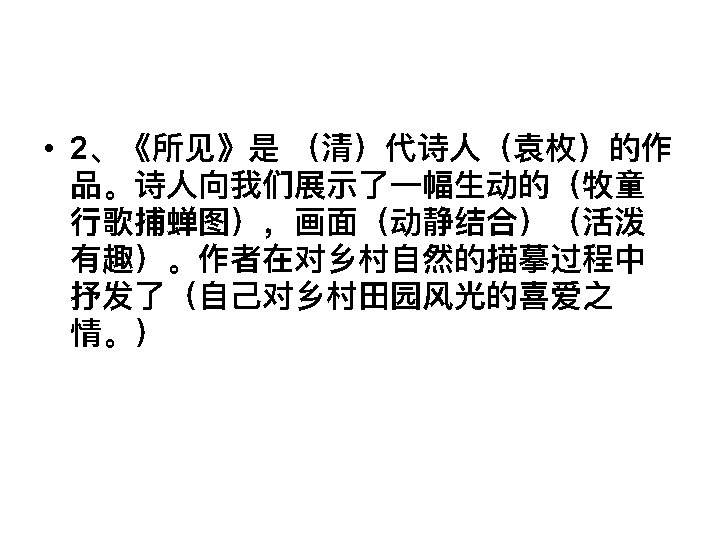 • 2、《所见》是 （清）代诗人（袁枚）的作
品。诗人向我们展示了一幅生动的（牧童
行歌捕蝉图），画面（动静结合）（活泼
有趣）。作者在对乡村自然的描摹过程中
抒发了（自己对乡村田园风光的喜爱之
情。）